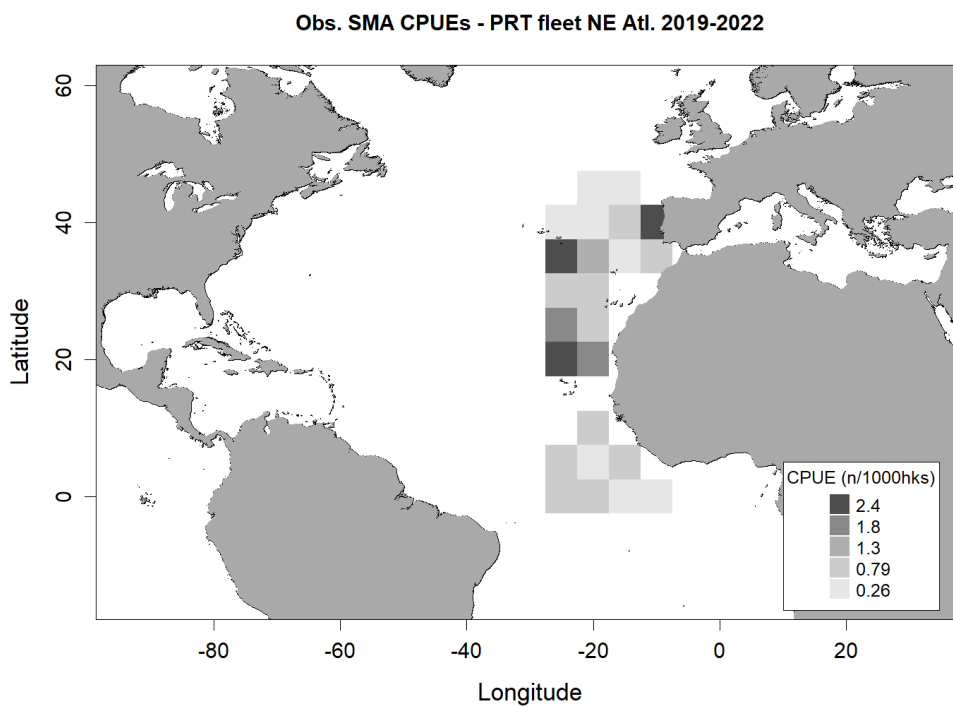 Obs. SMA CPUEs - PRT fleet NE Atl. 2019-2022
Latitude
60
40
20
0
CPUE (n/1000hks)
2.4
1.8
1.3
0.79
0.26
-80 -60 -40 -20 0 20
Longitude